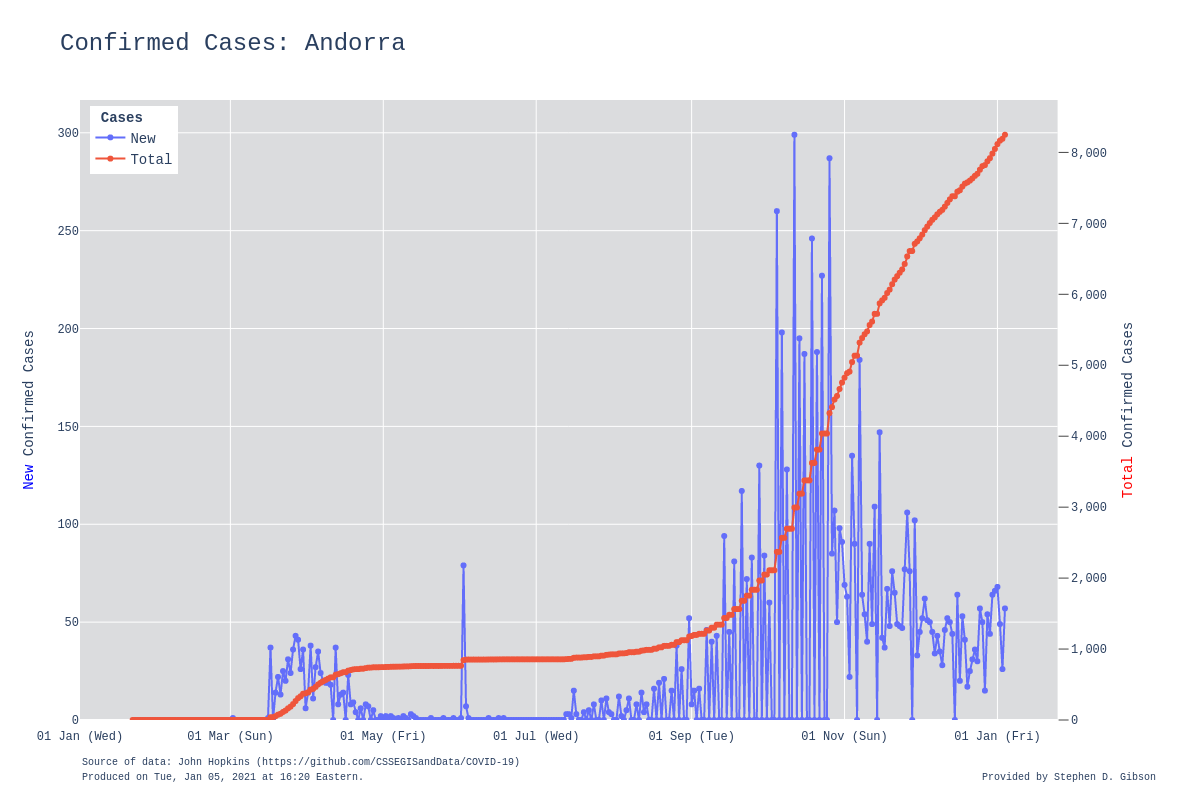 Confirmed Cases: Andorra
Cases
New
Total
300
250
200
150
100
50
0
New Confirmed Cases
8,000
7,000
6,000
5,000
4,000
3,000
2,000
1,000
0
Total Confirmed Cases
01 Jan (Wed) 01 Mar (Sun) 01 May (Fri) 01 Jul (Wed) 01 Sep (Tue) 01 Nov (Sun) 01 Jan (Fri)
Source of data: John Hopkins (https://github.com/CSSEGISandData/COVID-19)
Produced on Tue, Jan 05, 2021 at 16:20 Eastern.
Provided by Stephen D. Gibson